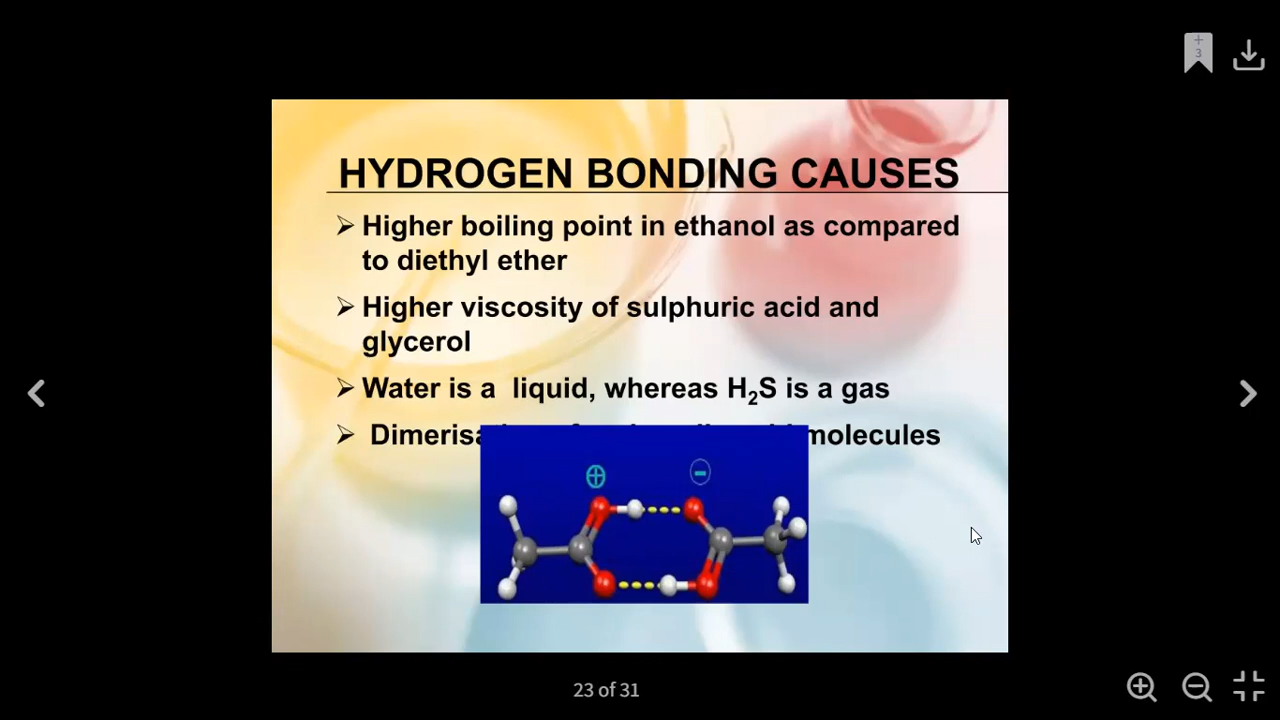 +
3
HYDROGEN BONDING CAUSES
➢ Higher boiling point in ethanol as compared
to diethyl ether
➢ Higher viscosity of sulphuric acid and
glycerol
➢ Water is a liquid, whereas H₂S is a gas
➢ molecules
23 of 31